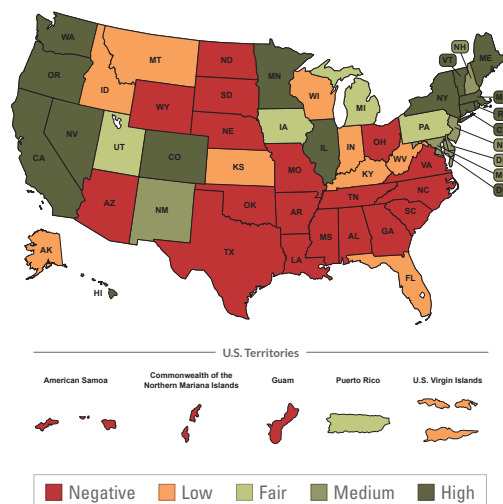 WA
ME
VT
NH
MT
ND
MN
OR
ID
WI
NY
SD
MI
WY
IA
PA
NE
NV
OH
IL
IN
UT
CO
WV
CA
VA
KS
MO
KY
NC
TN
AZ
OK
NM
AR
SC
MS
AL
GA
TX
LA
AK
FL
HI
U.S. Territories
American Samoa
Commonwealth of the
Northern Mariana Islands
Guam
Puerto Rico
U.S. Virgin Islands
Negative
Low
Fair
Medium
High